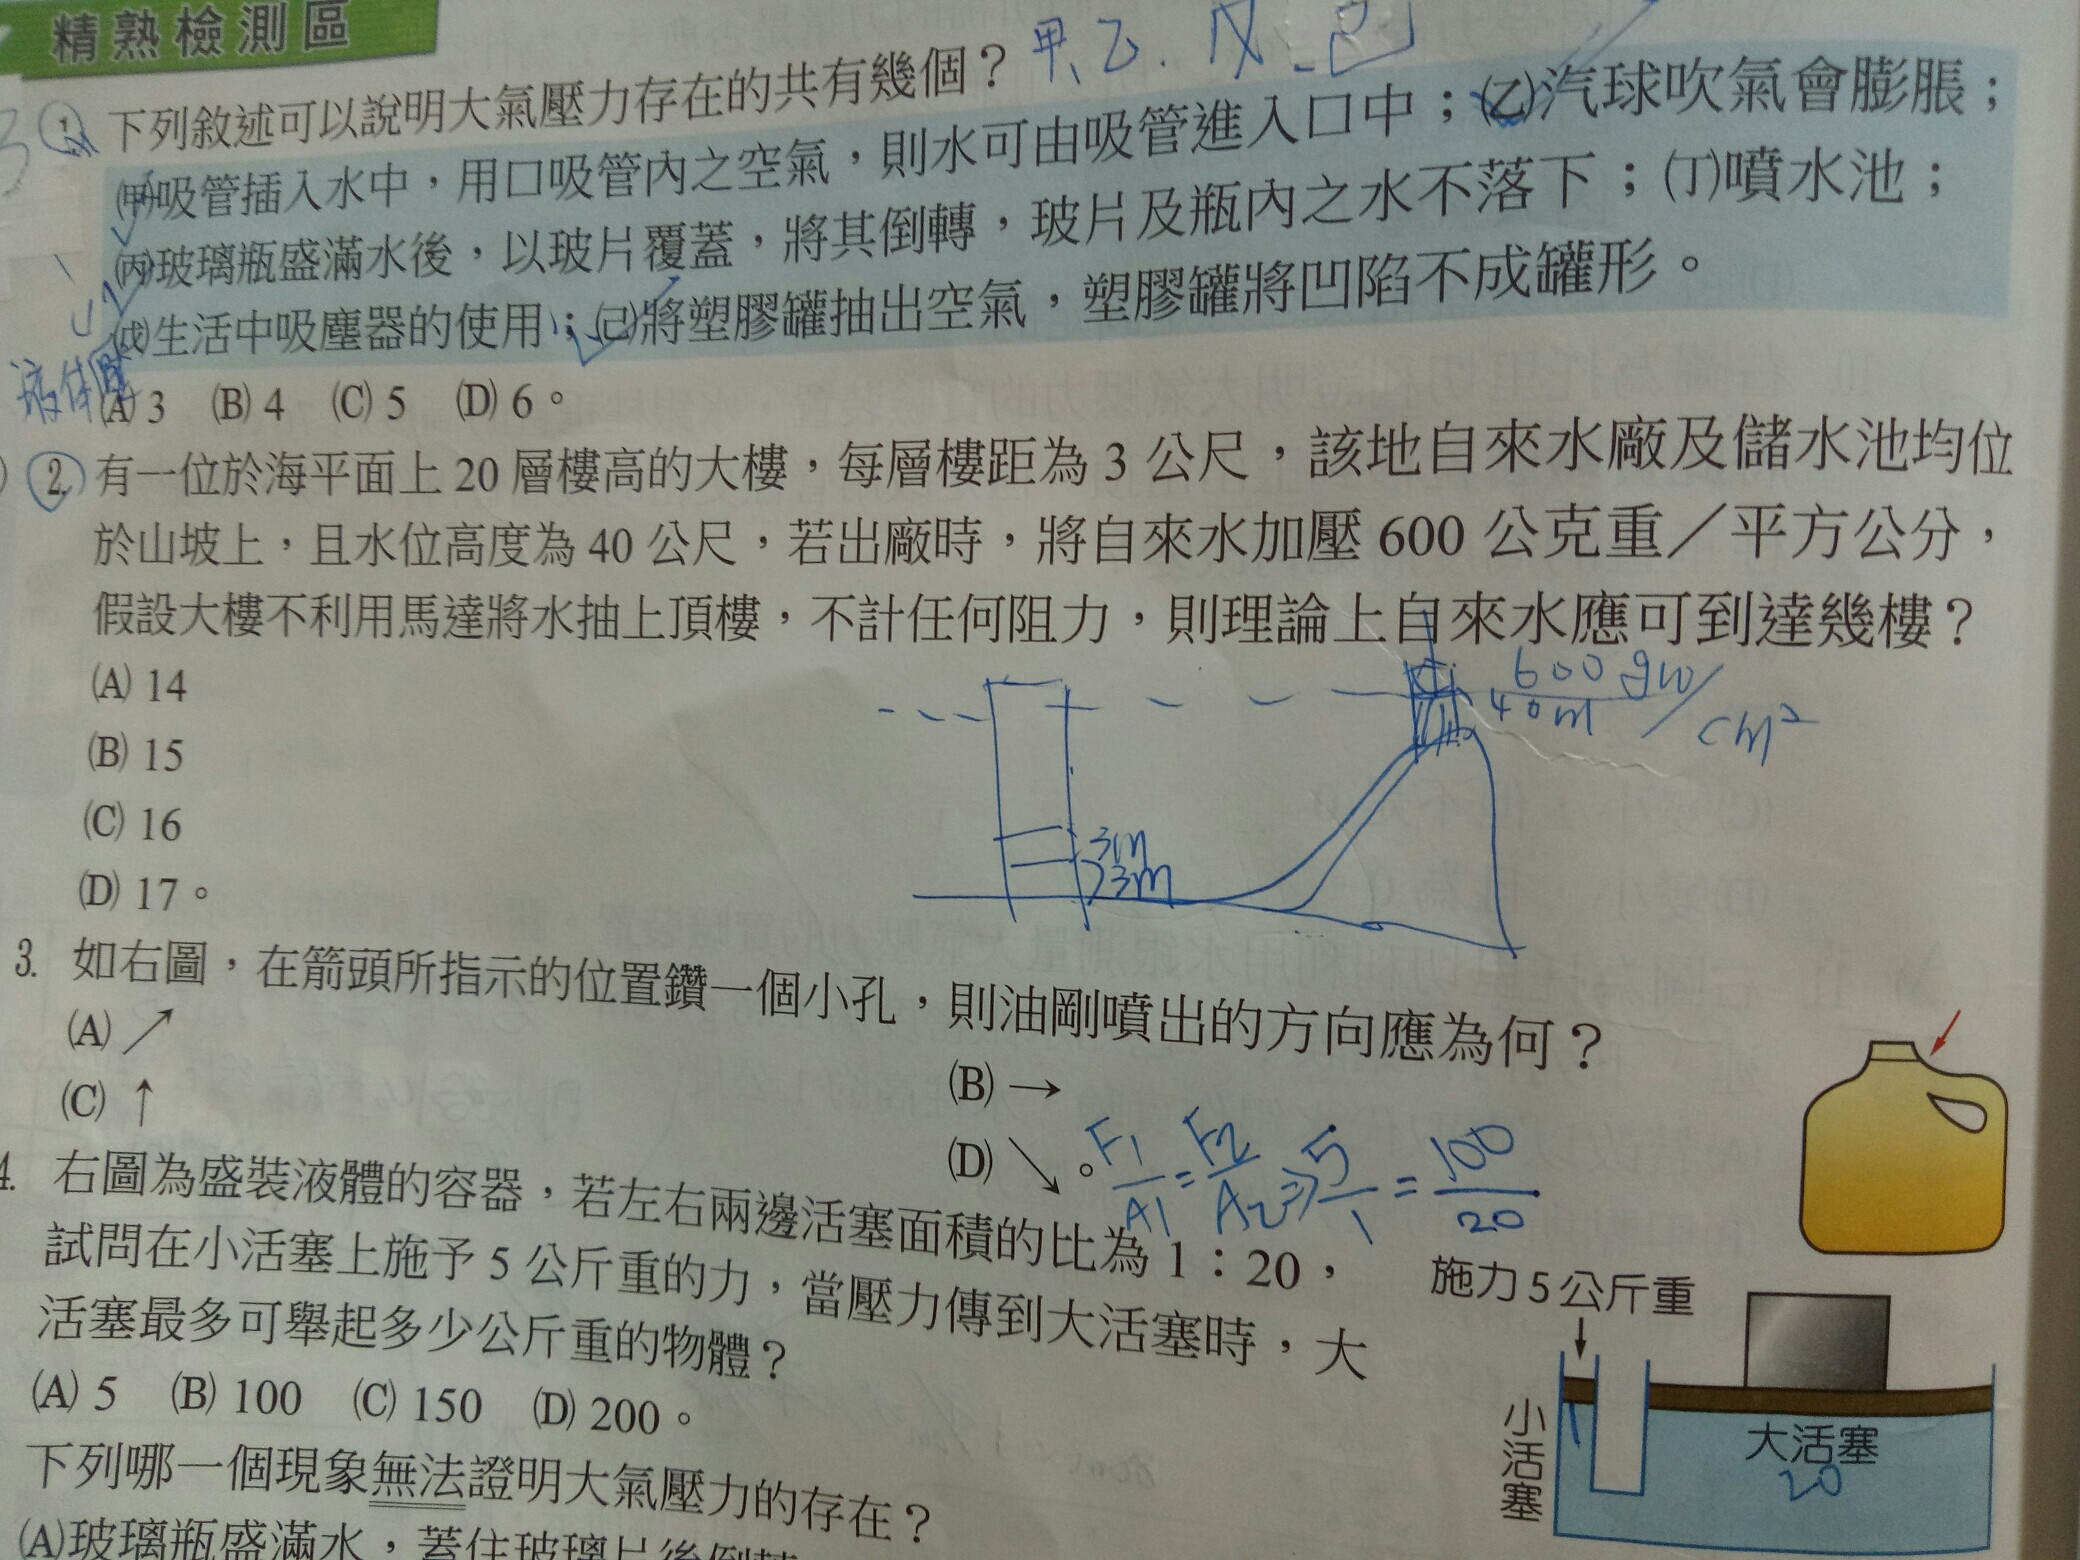 精熟檢測區
甲、乙、戊、己
1. 下列敘述可以說明大氣壓力存在的共有幾個？
(甲)吸管插入水中，用口吸管內之空氣，則水可由吸管進入口中；(乙)汽球吹氣會膨脹；
(丙)玻璃瓶盛滿水後，以玻片覆蓋，將其倒轉，玻片及瓶內之水不落下；(丁)噴水池；
(戊)生活中吸塵器的使用；(己)將塑膠罐抽出空氣，塑膠罐將凹陷不成罐形。
液体壓
(A) 3 (B) 4 (C) 5 (D) 6。
2. 有一位於海平面上 20 層樓高的大樓，每層樓距為 3 公尺，該地自來水廠及儲水池均位
於山坡上，且水位高度為 40 公尺，若出廠時，將自來水加壓 600 公克重／平方公分，
假設大樓不利用馬達將水抽上頂樓，不計任何阻力，則理論上自來水應可到達幾樓？
(A) 14
(B) 15
(C) 16
(D) 17。
600 gw/cm²
40m
3m
3m
3. 如右圖，在箭頭所指示的位置鑽一個小孔，則油剛噴出的方向應為何？
(A) ↗
(B) →
(C) ↑
(D) ↘。
F1/A1 = F2/A2 ⇒ 5/1 = 100/20
4. 右圖為盛裝液體的容器，若左右兩邊活塞面積的比為 1：20，
試問在小活塞上施予 5 公斤重的力，當壓力傳到大活塞時，大
活塞最多可舉起多少公斤重的物體？
(A) 5 (B) 100 (C) 150 (D) 200。
施力 5 公斤重
小活塞
大活塞
20
1
下列哪一個現象無法證明大氣壓力的存在？
(A)玻璃瓶盛滿水，蓋住玻璃片後倒轉